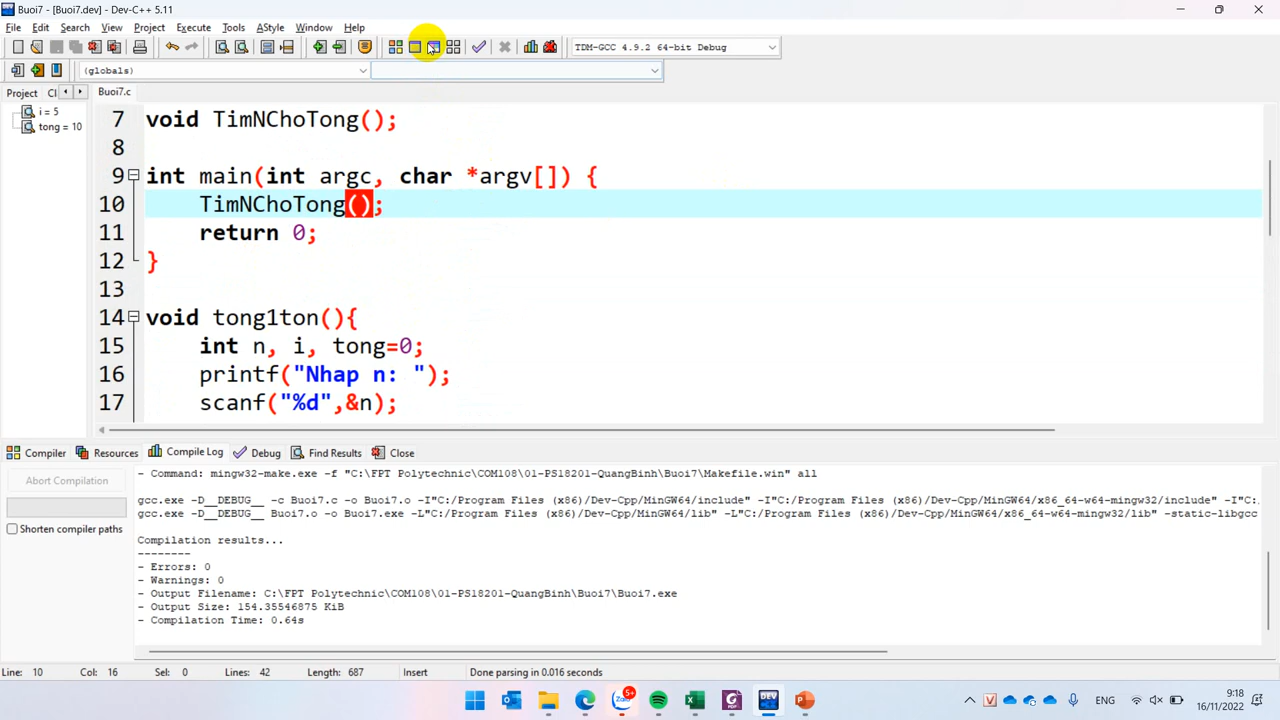 Buoi7 - [Buoi7.dev] - Dev-C++ 5.11
File Edit Search View Project Execute Tools AStyle Window Help
TDM-GCC 4.9.2 64-bit Debug
(globals)
Project Cl Buoi7.c
i = 5
tong = 10
7 void TimNChoTong();
8
9 int main(int argc, char *argv[]) {
10 TimNChoTong();
11 return 0;
12 }
13
14 void tong1ton(){
15 int n, i, tong=0;
16 printf("Nhap n: ");
17 scanf("%d",&n);
Compiler Resources Compile Log Debug Find Results Close
Abort Compilation
Shorten compiler paths
- Command: mingw32-make.exe -f "C:\FPT Polytechnic\COM108\01-PS18201-QuangBinh\Buoi7\Makefile.win" all
gcc.exe -D__DEBUG__ -c Buoi7.c -o Buoi7.o -I"C:/Program Files (x86)/Dev-Cpp/MinGW64/include" -I"C:/Program Files (x86)/Dev-Cpp/MinGW64/x86_64-w64-mingw32/include" -I"C:
gcc.exe -D__DEBUG__ Buoi7.o -o Buoi7.exe -L"C:/Program Files (x86)/Dev-Cpp/MinGW64/lib" -L"C:/Program Files (x86)/Dev-Cpp/MinGW64/x86_64-w64-mingw32/lib" -static-libgcc
Compilation results...
--------
- Errors: 0
- Warnings: 0
- Output Filename: C:\FPT Polytechnic\COM108\01-PS18201-QuangBinh\Buoi7\Buoi7.exe
- Output Size: 154.35546875 KiB
- Compilation Time: 0.64s
Line: 10 Col: 16 Sel: 0 Lines: 42 Length: 687 Insert Done parsing in 0.016 seconds
Zalo 5+ DEV ENG 9:18
16/11/2022